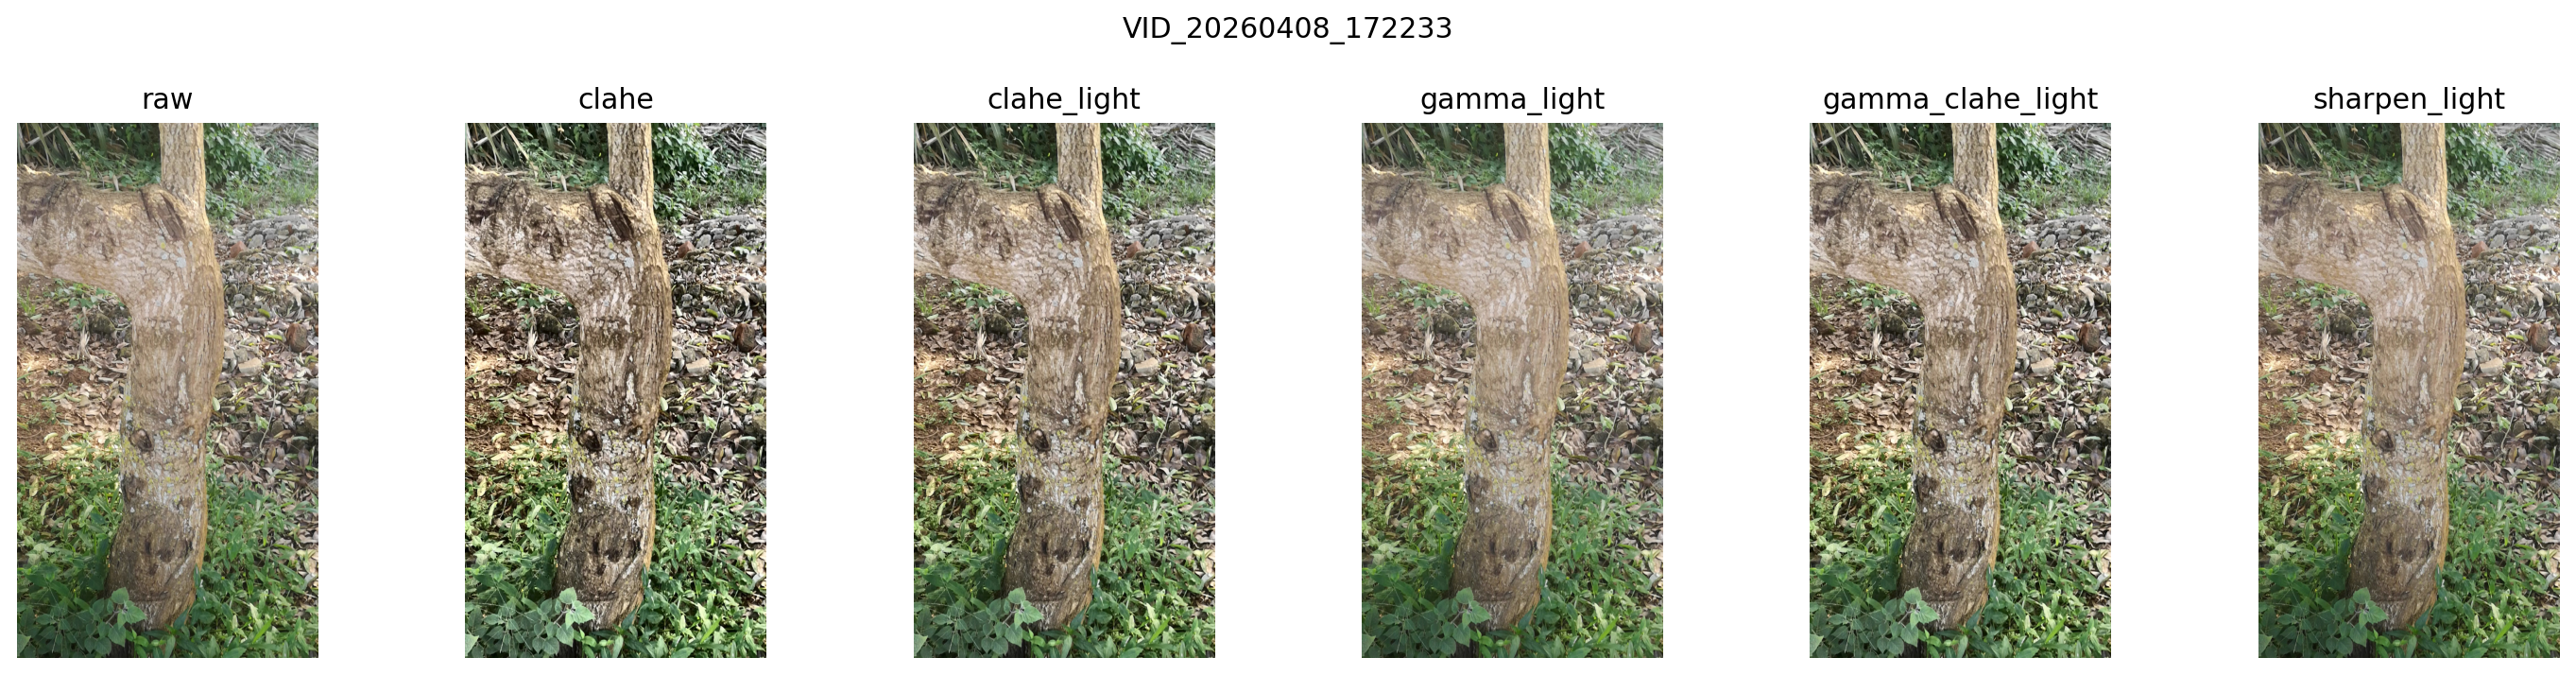 VID_20260408_172233
raw
clahe
clahe_light
gamma_light
gamma_clahe_light
sharpen_light